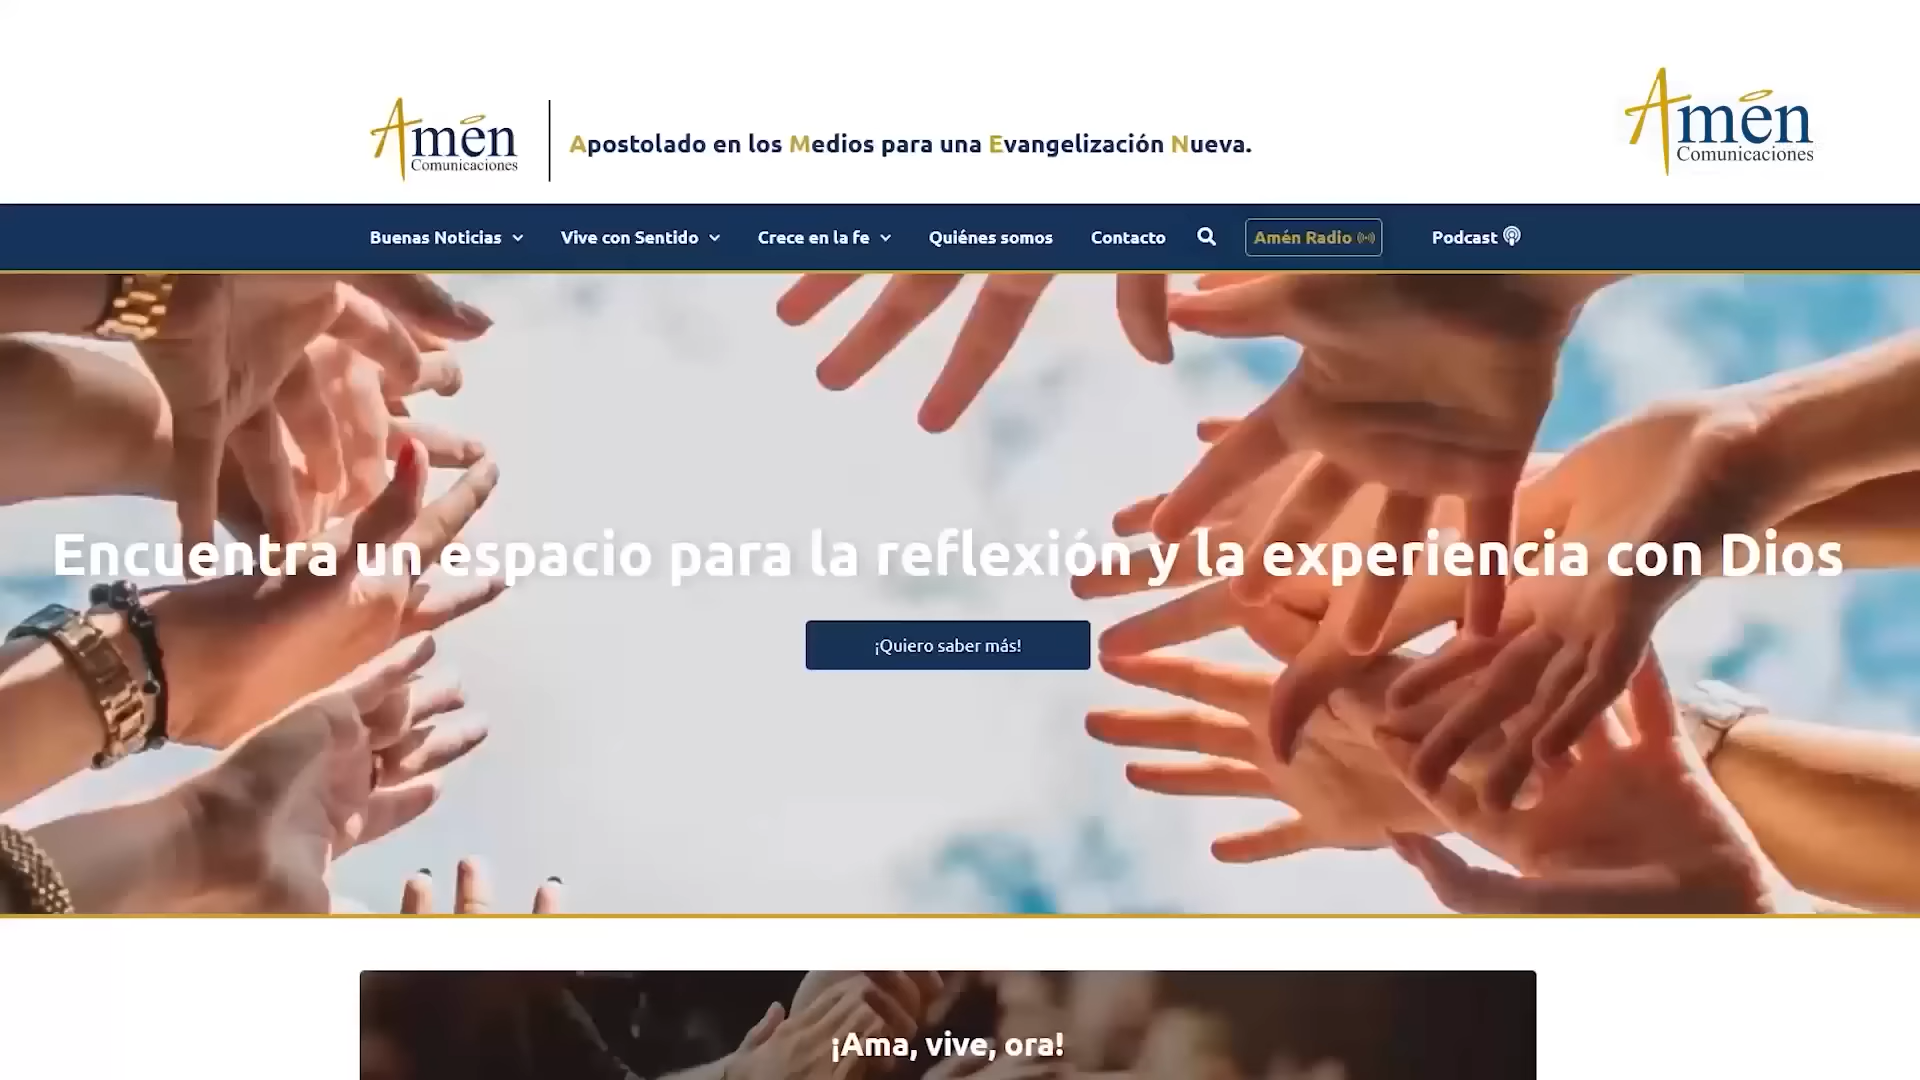 Amén
Comunicaciones
Apostolado en los Medios para una Evangelización Nueva.
Amén
Comunicaciones
Buenas Noticias
Vive con Sentido
Crece en la fe
Quiénes somos
Contacto
Amén Radio
Podcast
Encuentra un espacio para la reflexión y la experiencia con Dios
¡Quiero saber más!
¡Ama, vive, ora!